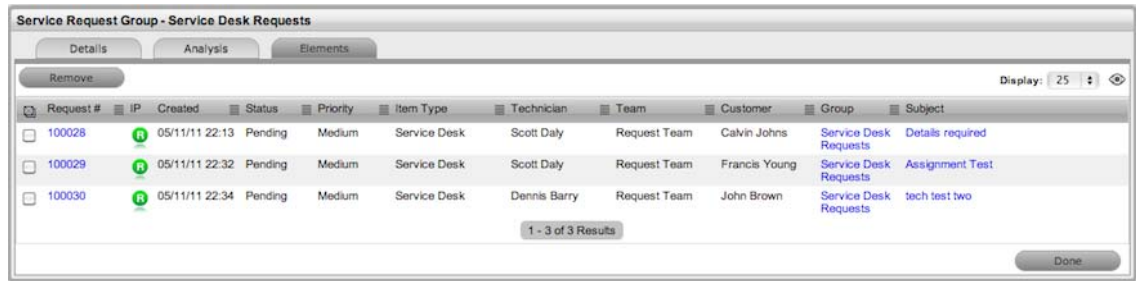 Service Request Group - Service Desk Requests
Details Analysis Elements
Remove Display: 25
Request # IP Created Status Priority Item Type Technician Team Customer Group Subject
100028 R 05/11/11 22:13 Pending Medium Service Desk Scott Daly Request Team Calvin Johns Service Desk Details required
Requests
100029 R 05/11/11 22:32 Pending Medium Service Desk Scott Daly Request Team Francis Young Service Desk Assignment Test
Requests
100030 R 05/11/11 22:34 Pending Medium Service Desk Dennis Barry Request Team John Brown Service Desk tech test two
Requests
1 - 3 of 3 Results
Done